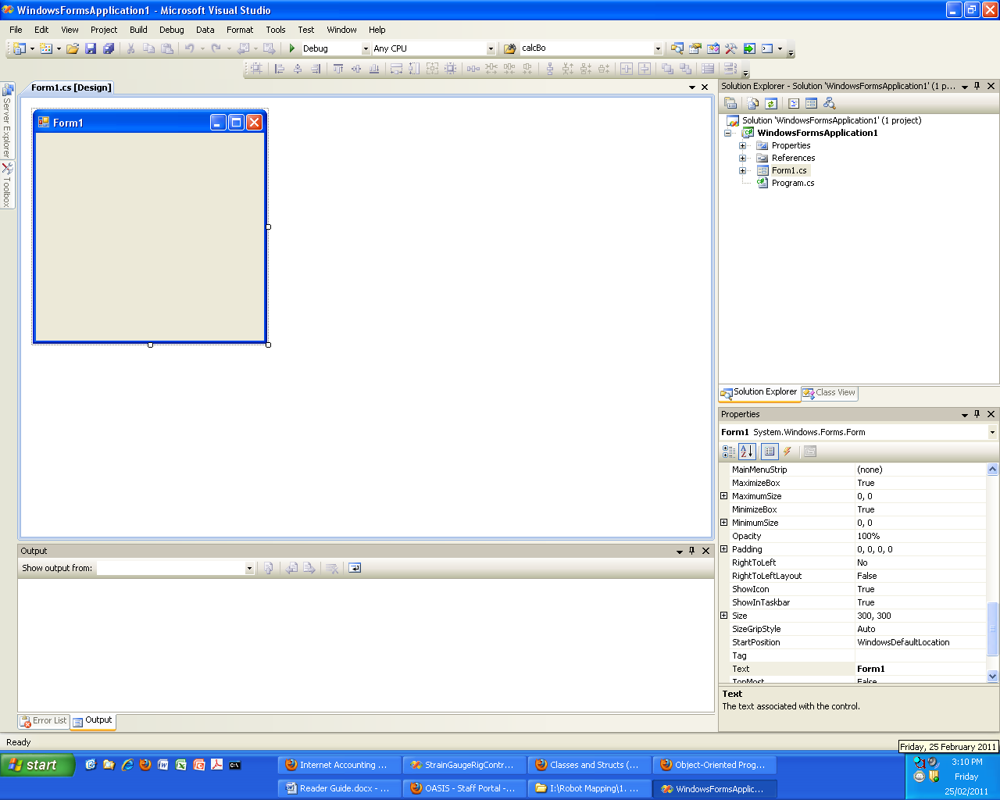 WindowsFormsApplication1 - Microsoft Visual Studio
File Edit View Project Build Debug Data Format Tools Test Window Help
Debug Any CPU calcBo
Server Explorer
Toolbox
Form1.cs [Design]
Form1
Solution Explorer - Solution 'WindowsFormsApplication1' (1 p...
Solution 'WindowsFormsApplication1' (1 project)
WindowsFormsApplication1
Properties
References
Form1.cs
Program.cs
Solution Explorer Class View
Properties
Form1 System.Windows.Forms.Form
MainMenuStrip (none)
MaximizeBox True
MaximumSize 0, 0
MinimizeBox True
MinimumSize 0, 0
Opacity 100%
Padding 0, 0, 0, 0
RightToLeft No
RightToLeftLayout False
ShowIcon True
ShowInTaskbar True
Size 300, 300
SizeGripStyle Auto
StartPosition WindowsDefaultLocation
Tag
Text Form1
TopMost False
Text
The text associated with the control.
Output
Show output from:
Error List Output
Ready
Friday, 25 February 2011
start
Internet Accounting ... StrainGaugeRigContr... Classes and Structs (... Object-Oriented Prog...
Reader Guide.docx - ... OASIS - Staff Portal -... I:\Robot Mapping\1. ... WindowsFormsApplic...
3:10 PM
Friday
25/02/2011